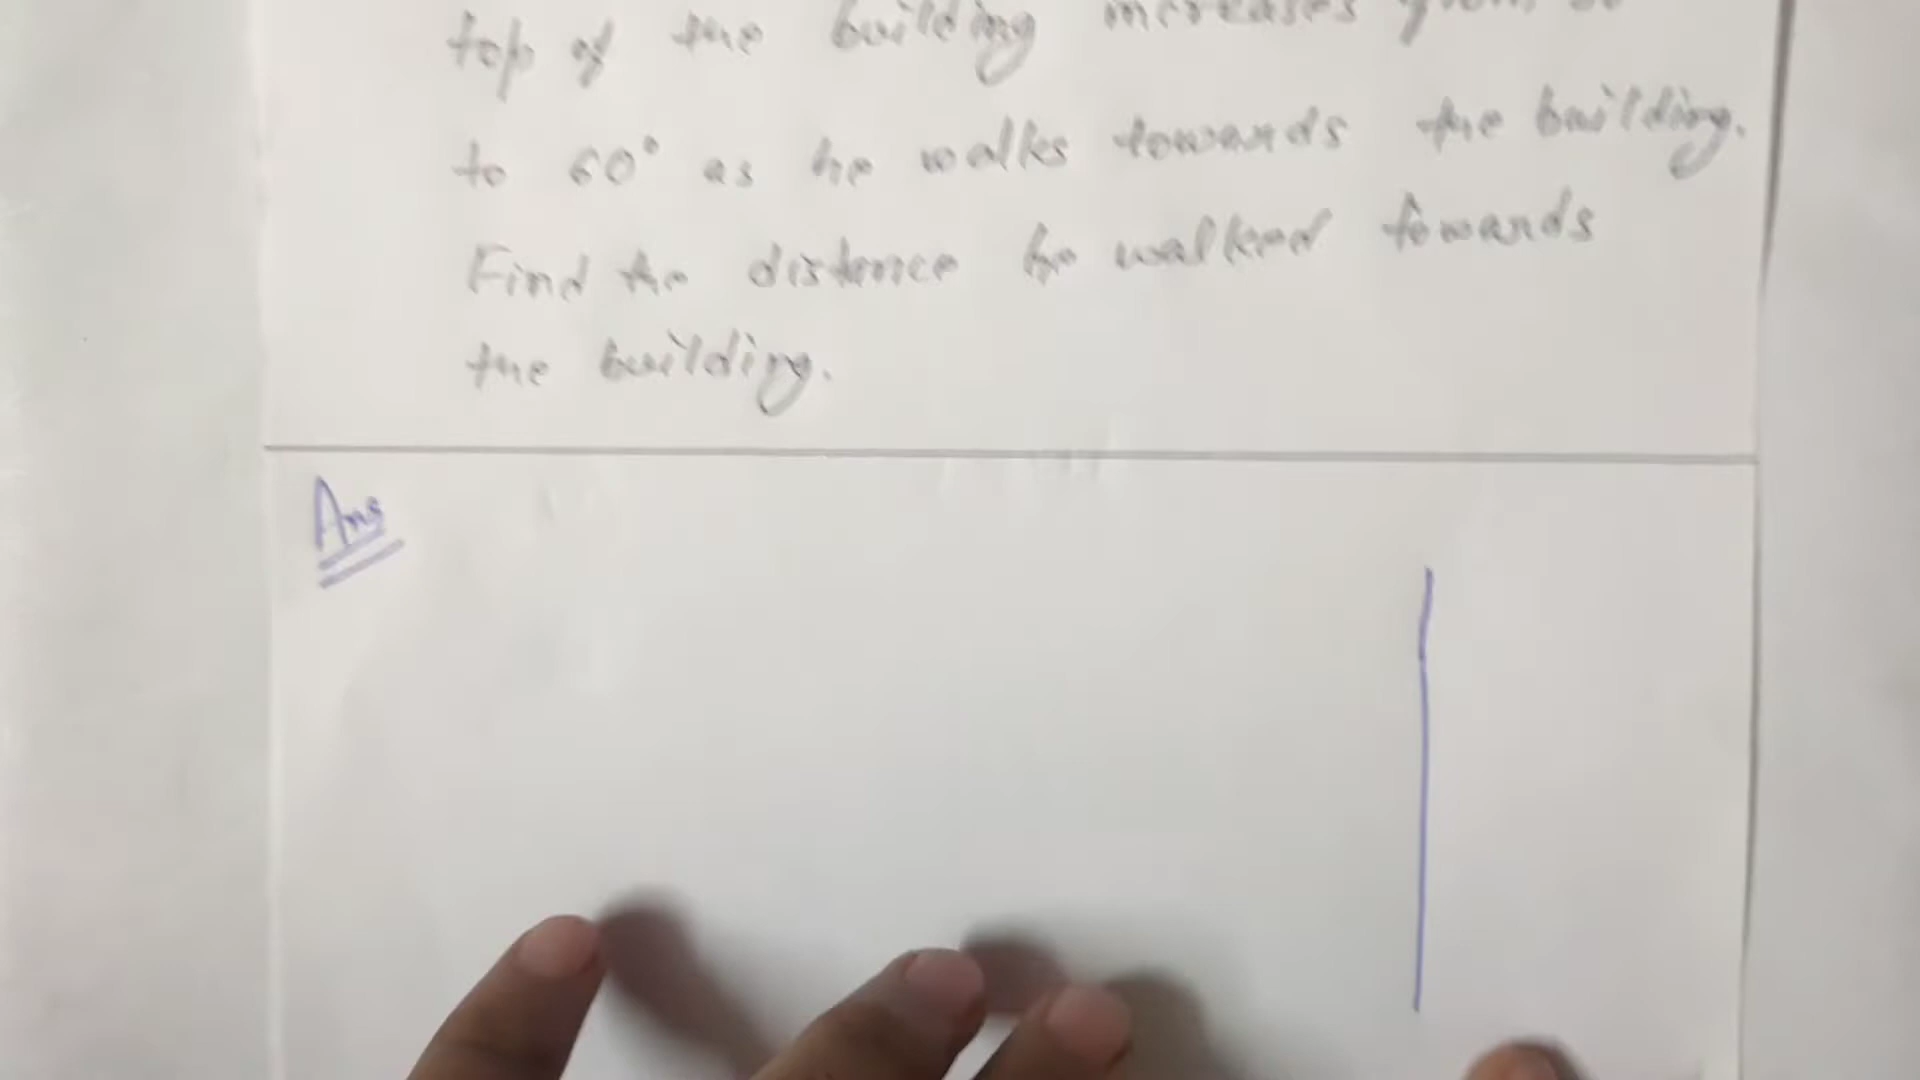 top of the building increases from
to 60° as he walks towards the building.
Find the distance he walked towards
the building.
Ans